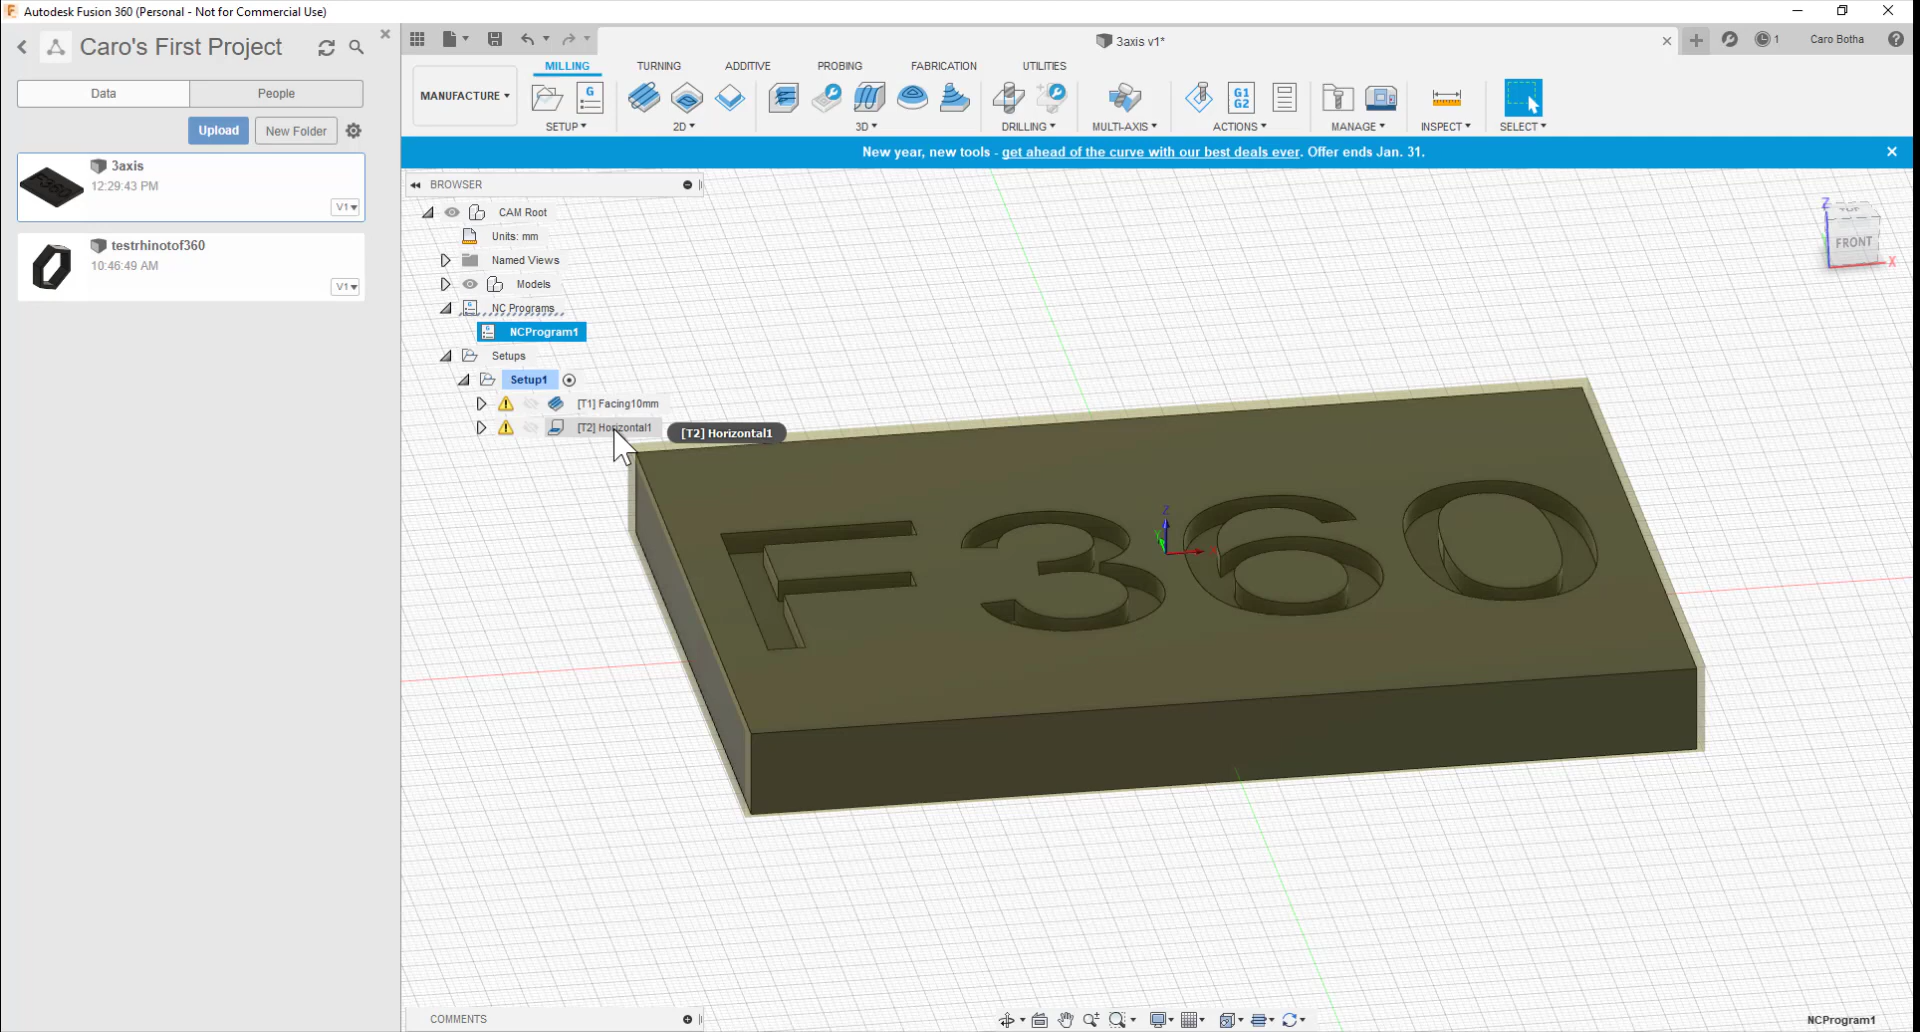 Autodesk Fusion 360 (Personal - Not for Commercial Use)
Caro's First Project
Data
People
Upload
New Folder
3axis
12:29:43 PM
V1
testrhinotof360
10:46:49 AM
V1
3axis v1*
1
Caro Botha
MANUFACTURE
MILLING
TURNING
ADDITIVE
PROBING
FABRICATION
UTILITIES
G
G1
G2
SETUP
2D
3D
DRILLING
MULTI-AXIS
ACTIONS
MANAGE
INSPECT
SELECT
New year, new tools - get ahead of the curve with our best deals ever. Offer ends Jan. 31.
BROWSER
CAM Root
Units: mm
Named Views
Models
NC Programs
NCProgram1
Setups
Setup1
[T1] Facing10mm
[T2] Horizontal1
[T2] Horizontal1
Z
TOP
FRONT
X
F360
Z
COMMENTS
NCProgram1